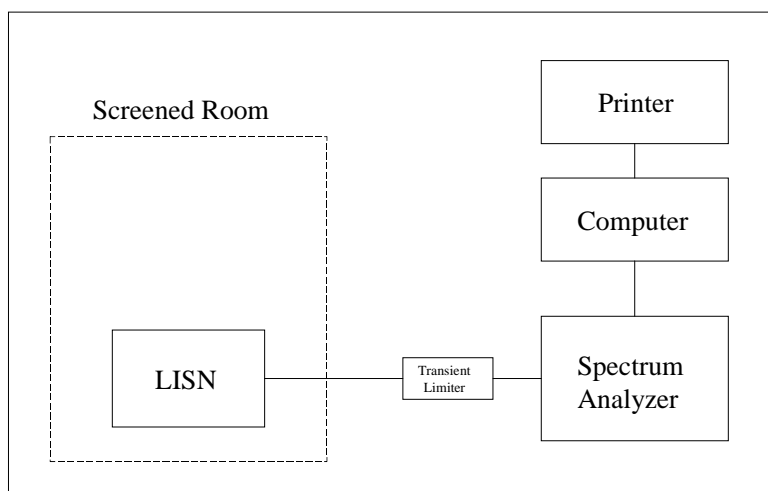 Screened Room
Printer
Computer
LISN
Transient
Limiter
Spectrum
Analyzer